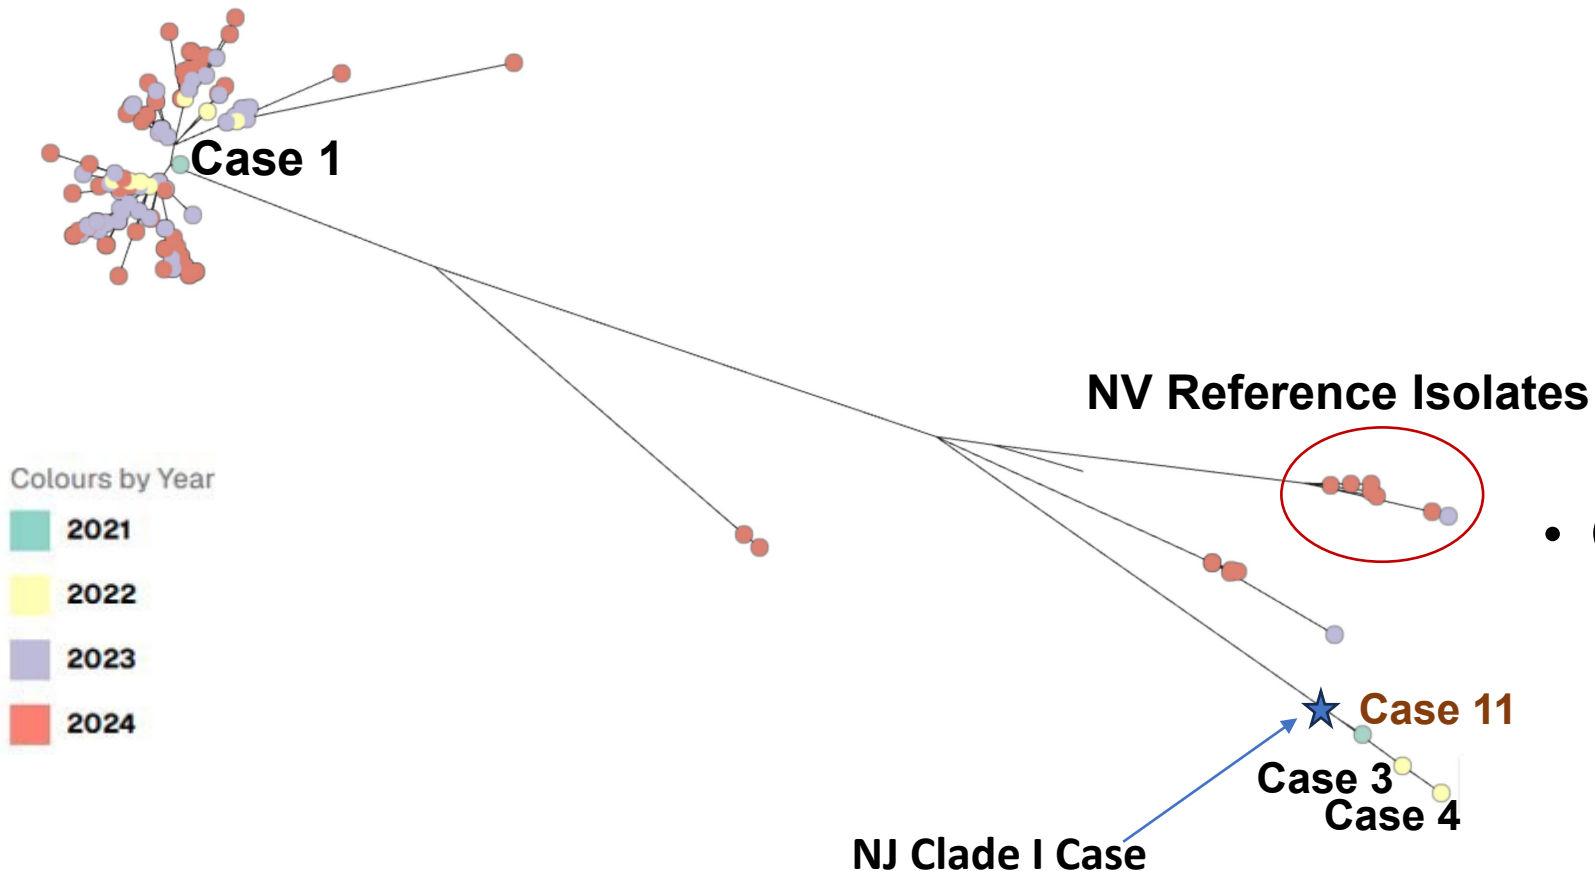 Case 1
NV Reference Isolates
Colours by Year
2021
2022
2023
2024
•
Case 11
Case 3
Case 4
NJ Clade I Case